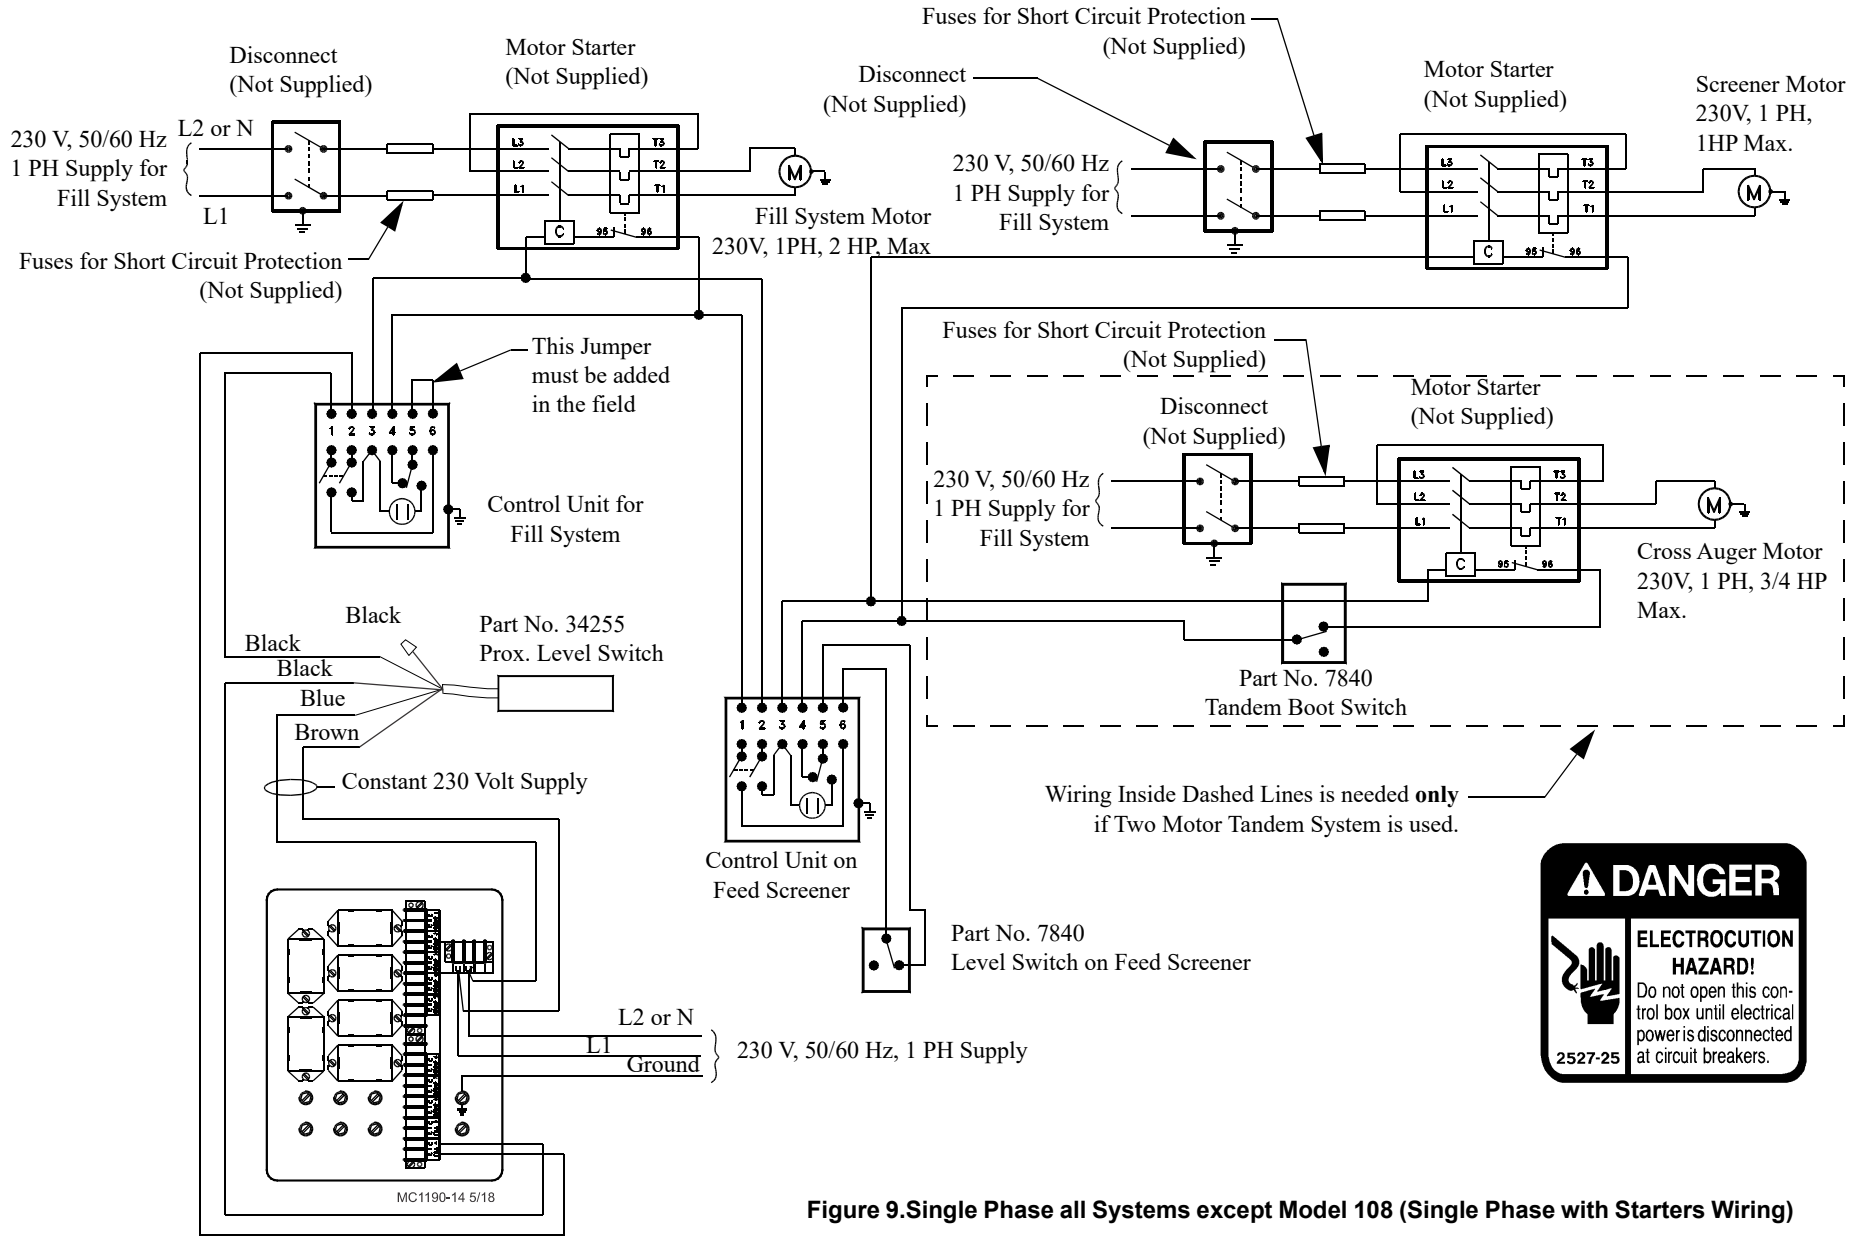 Fuses for Short Circuit Protection
(Not Supplied)
Disconnect
(Not Supplied)
Motor Starter
(Not Supplied)
Disconnect
(Not Supplied)
Motor Starter
(Not Supplied)
Screener Motor
230V, 1 PH,
1HP Max.
230 V, 50/60 Hz
1 PH Supply for
Fill System
L2 or N
L1
L3
L2
L1
T3
T2
T1
C
95
96
M
Fill System Motor
230V, 1PH, 2 HP, Max
Fuses for Short Circuit Protection
(Not Supplied)
230 V, 50/60 Hz
1 PH Supply for
Fill System
L3
L2
L1
T3
T2
T1
C
95
96
M
This Jumper
must be added
in the field
1 2 3 4 5 6
Control Unit for
Fill System
Fuses for Short Circuit Protection
(Not Supplied)
Motor Starter
(Not Supplied)
Disconnect
(Not Supplied)
230 V, 50/60 Hz
1 PH Supply for
Fill System
L3
L2
L1
T3
T2
T1
C
95
96
M
Cross Auger Motor
230V, 1 PH, 3/4 HP
Max.
Part No. 7840
Tandem Boot Switch
Black
Black
Black
Blue
Brown
Part No. 34255
Prox. Level Switch
Constant 230 Volt Supply
1 2 3 4 5 6
Control Unit on
Feed Screener
Wiring Inside Dashed Lines is needed only
if Two Motor Tandem System is used.
Part No. 7840
Level Switch on Feed Screener
L2 or N
L1
Ground
230 V, 50/60 Hz, 1 PH Supply
MC1190-14 5/18
DANGER
ELECTROCUTION
HAZARD!
Do not open this con-
trol box until electrical
power is disconnected
at circuit breakers.
2527-25
Figure 9.Single Phase all Systems except Model 108 (Single Phase with Starters Wiring)